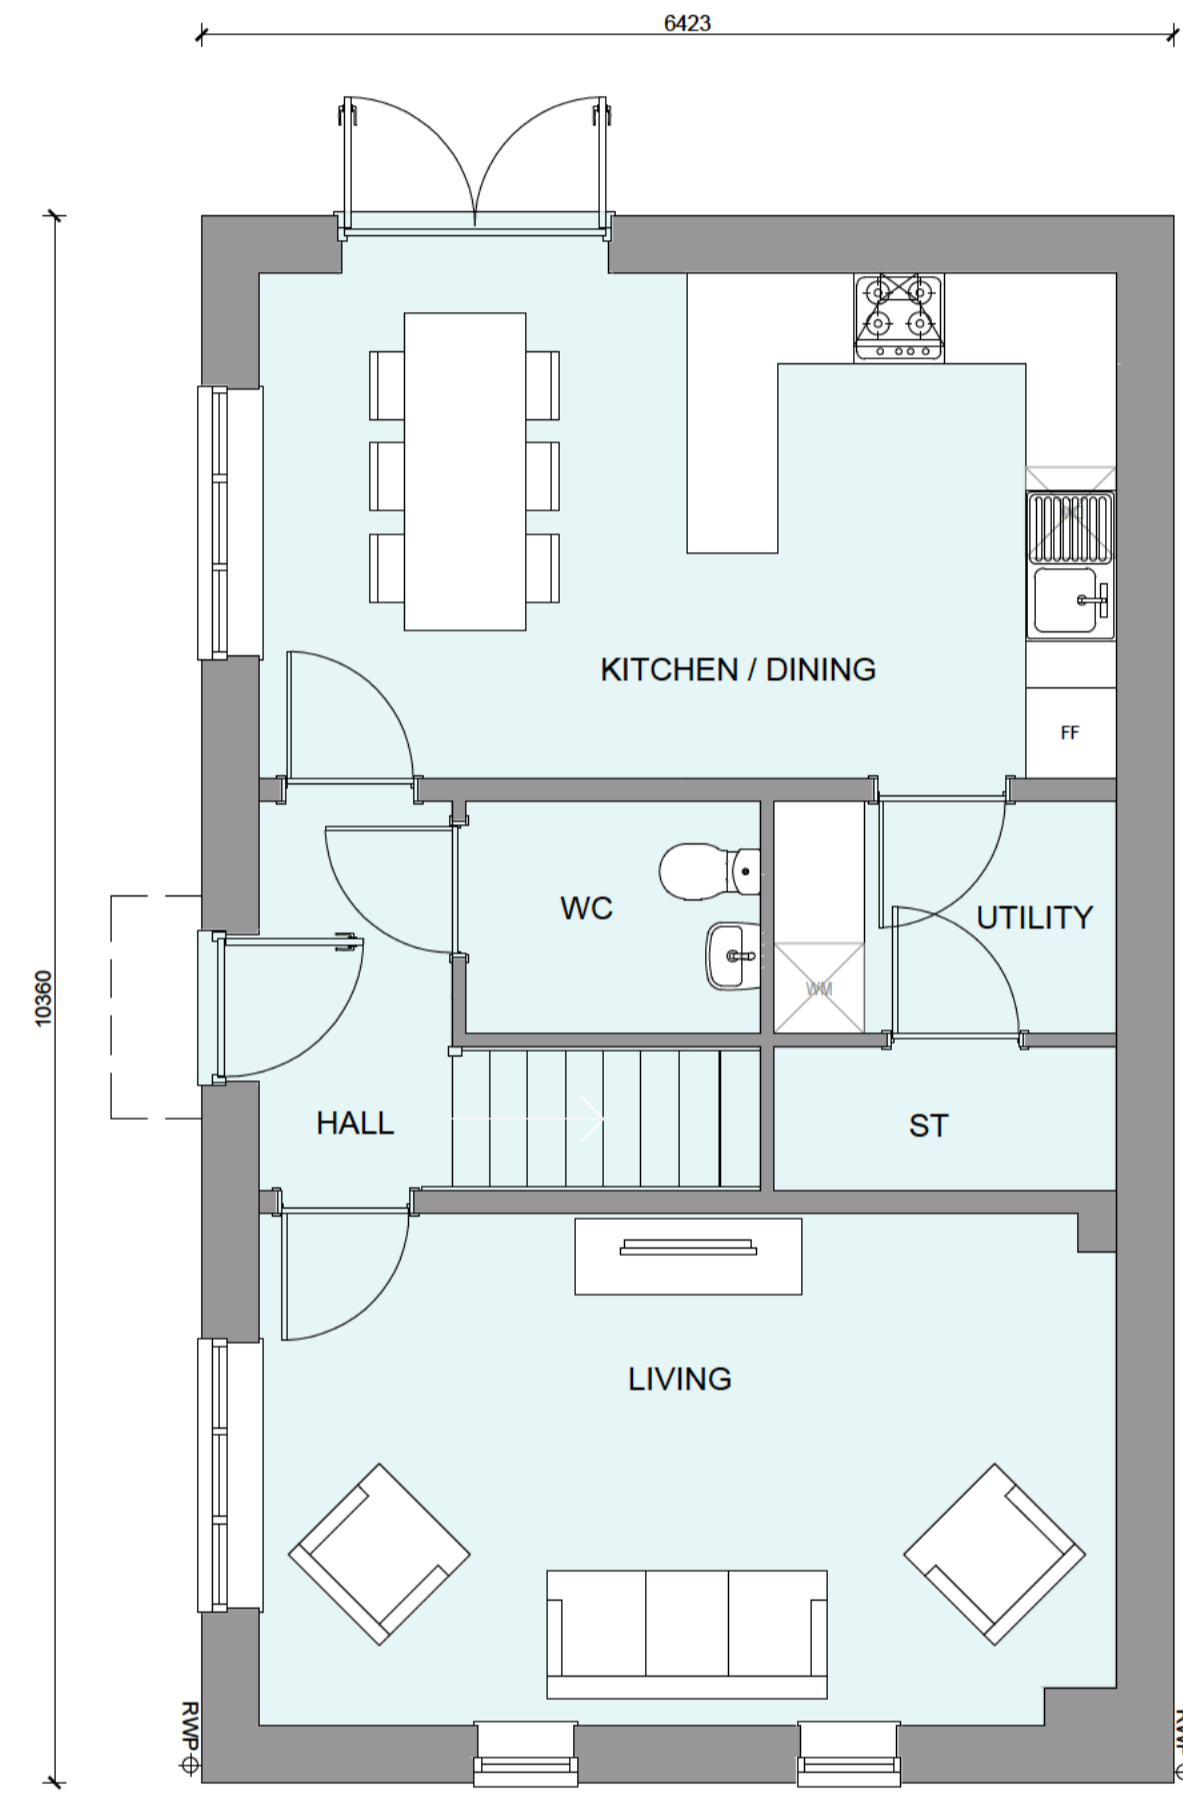 6423
10360
KITCHEN / DINING
FF
WC
UTILITY
WM
HALL
ST
LIVING
RWP